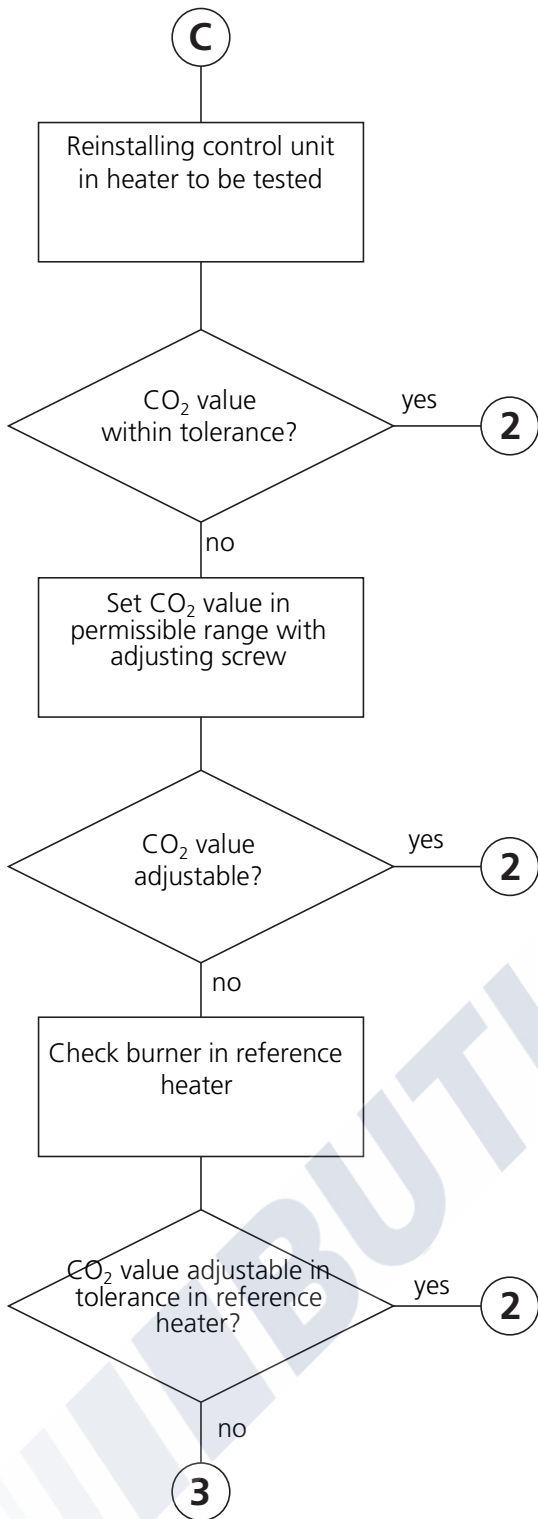 C
Reinstalling control unit
in heater to be tested
CO₂ value
within tolerance?
yes
2
no
Set CO₂ value in
permissible range with
adjusting screw
CO₂ value
adjustable?
yes
2
no
Check burner in reference
heater
CO₂ value adjustable in
tolerance in reference
heater?
yes
2
no
3